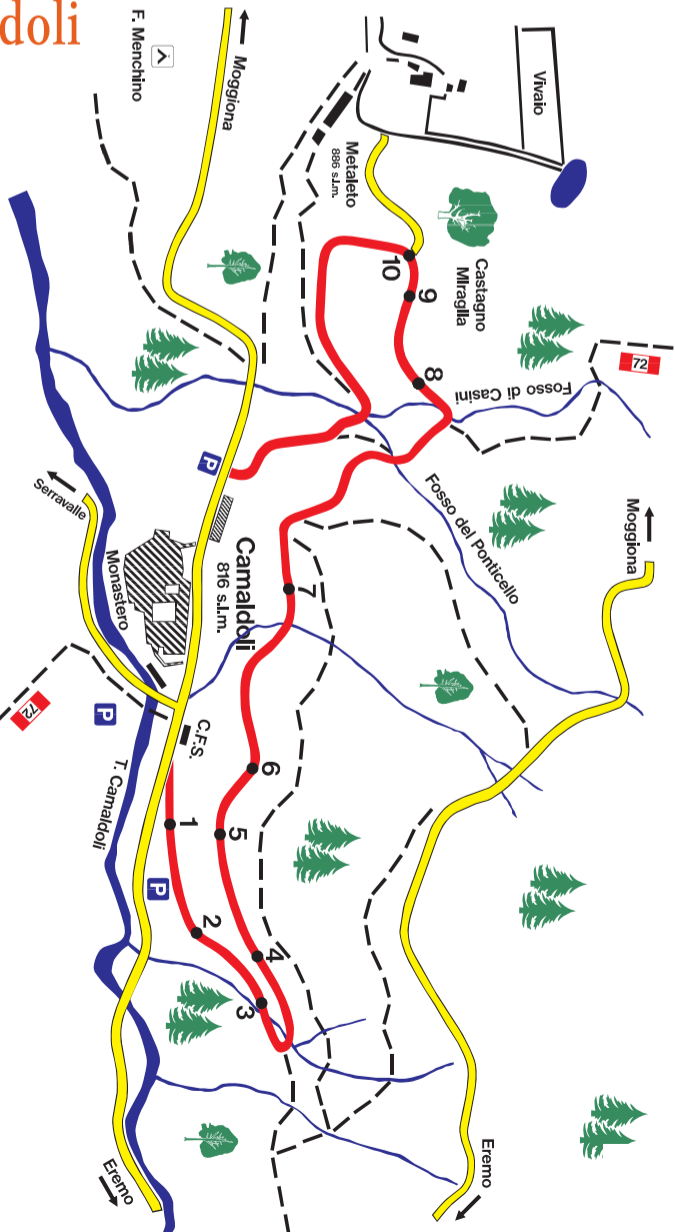 doli
F. Menchino
Moggiona
Vivaio
Metaleto
886 s.l.m.
Castagno
Miraglia
10
9
8
72
Fosso di Casini
Fosso del Ponticello
Moggiona
P
Serravalle
Monastero
Camaldoli
816 s.l.m.
7
72
P
C.F.S.
T. Camaldoli
6
5
1
P
2
4
3
Eremo
Eremo